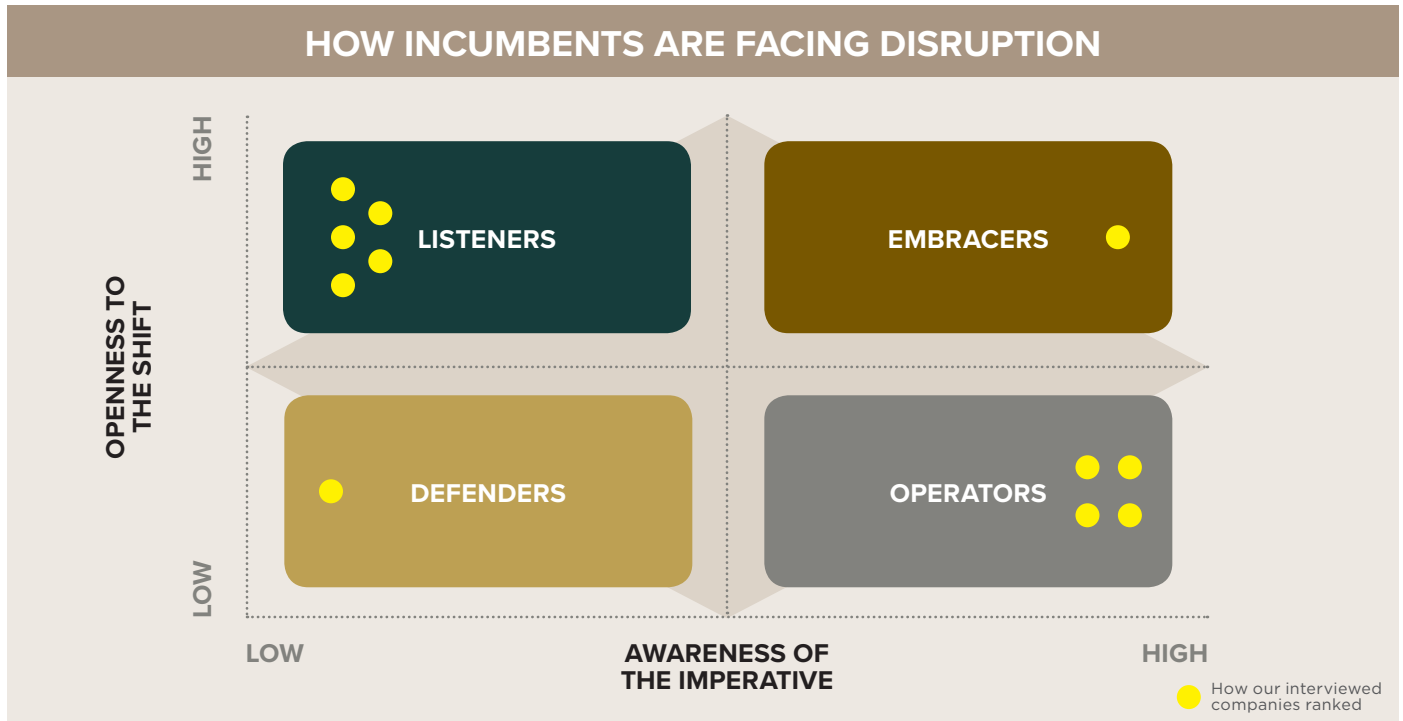 HOW INCUMBENTS ARE FACING DISRUPTION
HIGH
LISTENERS
EMBRACERS
OPENNESS TO
THE SHIFT
DEFENDERS
OPERATORS
LOW
LOW
AWARENESS OF
THE IMPERATIVE
HIGH
How our interviewed
companies ranked